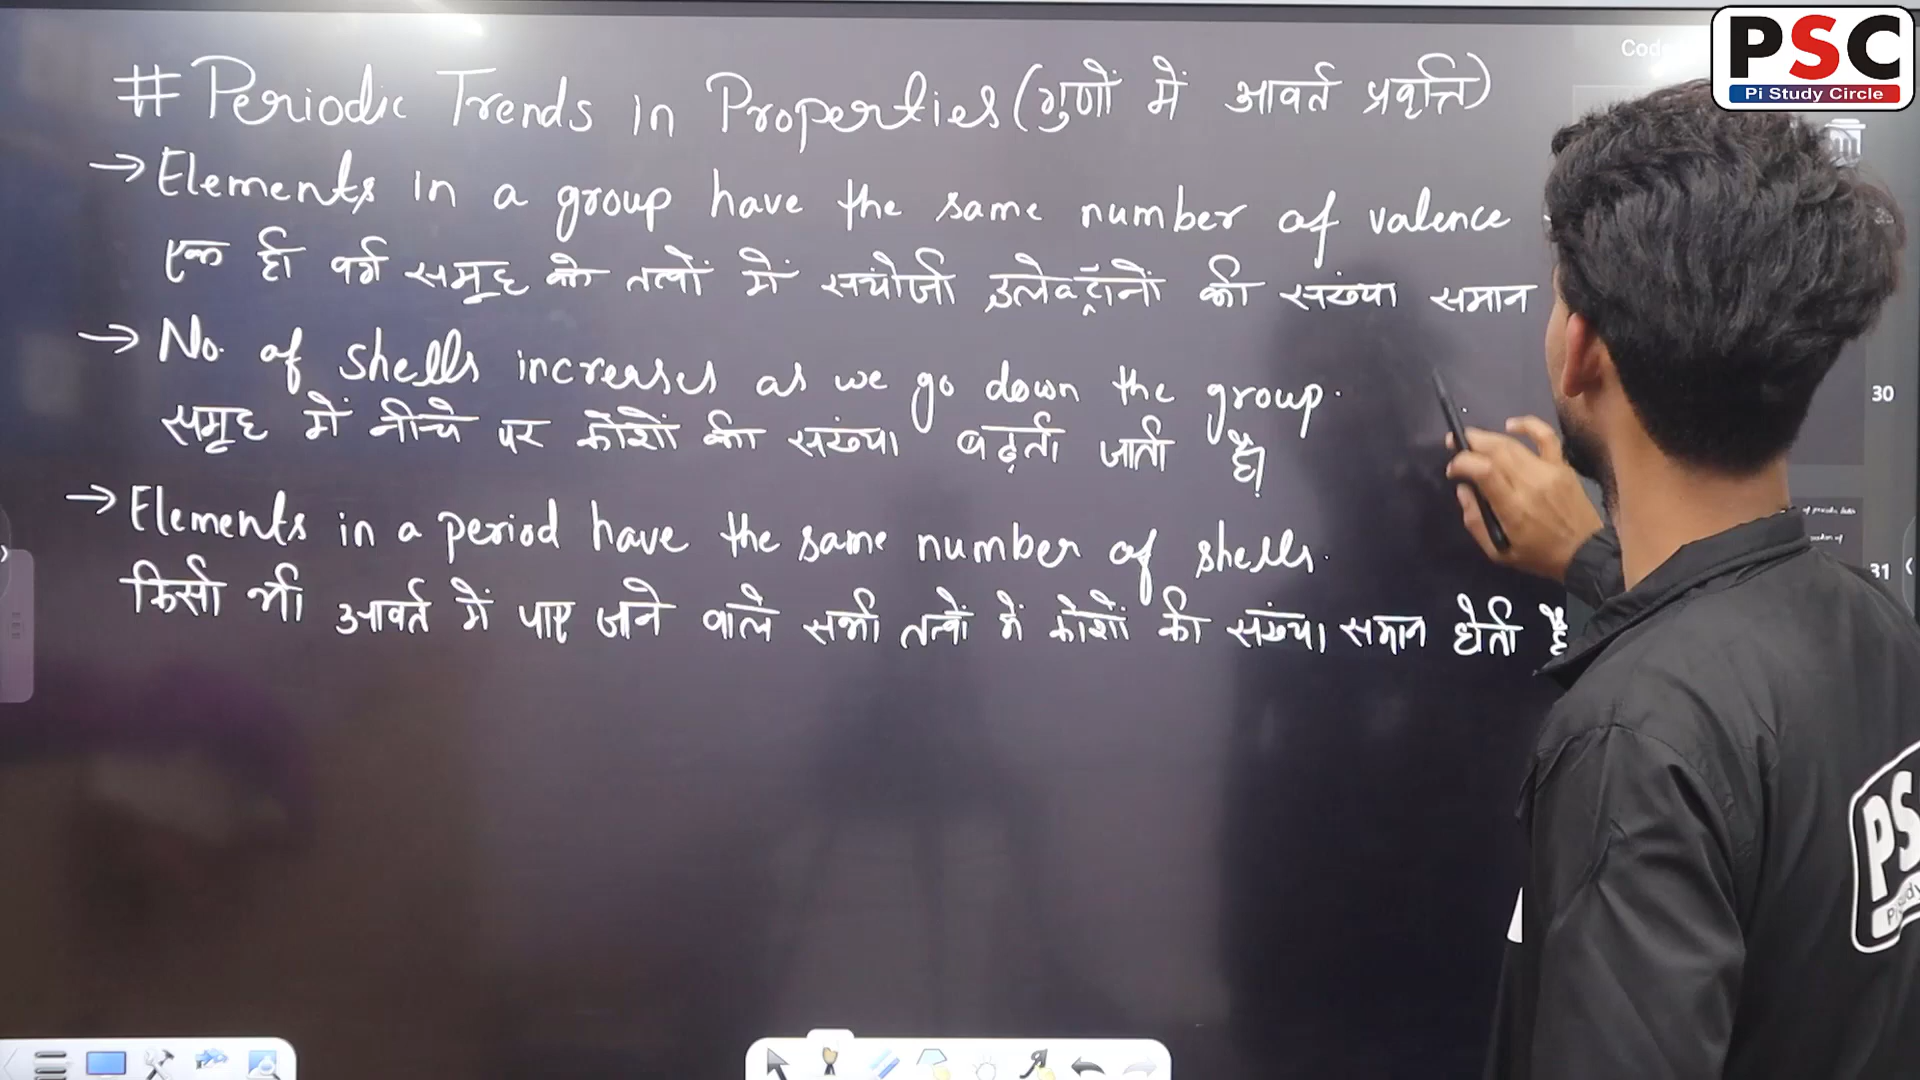 PSC
Pi Study Circle
# Periodic Trends in Properties (गुणों में आवर्त प्रवृत्ति)
→ Elements in a group have the same number of valence
एक ही वर्ग समूह के तत्वों में संयोजी इलेक्ट्रॉनों की संख्या समान
→ No. of shells increases as we go down the group.
समूह में नीचे पर कोशों की संख्या बढ़ती जाती है।
→ Elements in a period have the same number of shells.
किसी भी आवर्त में पाए जाने वाले सभी तत्वों में कोशों की संख्या समान होती है
30
31